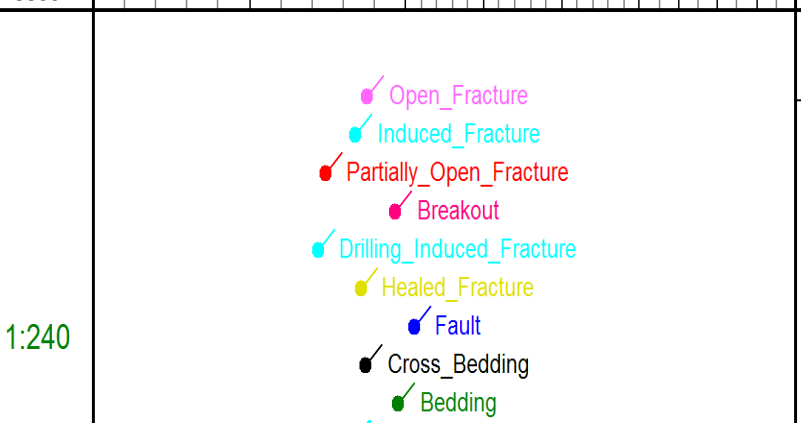 Open_Fracture
Induced_Fracture
Partially_Open_Fracture
Breakout
Drilling_Induced_Fracture
Healed_Fracture
Fault
1:240
Cross_Bedding
Bedding